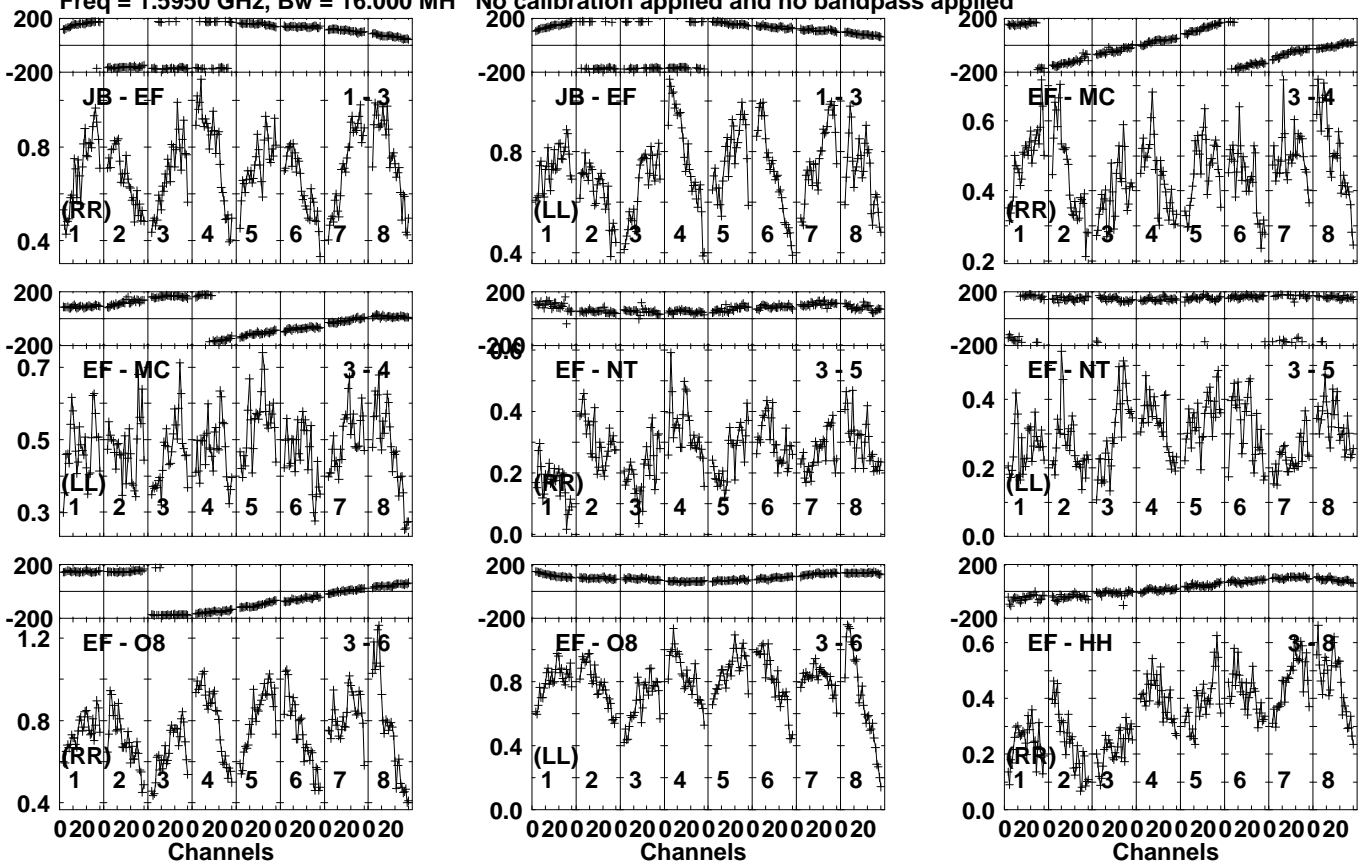 Freq = 1.5950 GHz, Bw = 16.000 MH No calibration applied and no bandpass applied
200 200 200
-200 -200 -200
JB - EF 1 - 3 JB - EF 1 - 3 EF - MC 3 - 4
0.8 0.8 0.6
0.4
(RR) (LL) (RR)
1 2 3 4 5 6 7 8 1 2 3 4 5 6 7 8 1 2 3 4 5 6 7 8
0.4 0.4 0.2
200 200 200
-200 -200 -200
0.6
EF - MC 3 - 4 EF - NT 3 - 5 EF - NT 3 - 5
0.7 0.4 0.4
0.5 0.2 0.2
(LL) (RR) (LL)
0.3 1 2 3 4 5 6 7 8 1 2 3 4 5 6 7 8 1 2 3 4 5 6 7 8
0.0 0.0
200 200 200
-200 -200 -200
EF - O8 3 - 6 EF - O8 3 - 6 EF - HH 3 - 8
1.2 0.8 0.6
0.8 0.4 0.4
0.2
(RR) (LL) (RR)
1 2 3 4 5 6 7 8 1 2 3 4 5 6 7 8 1 2 3 4 5 6 7 8
0.4 0.0 0.0
0 20 0 20 0 20 0 20 0 20 0 20 0 20 0 20 0 20 0 20 0 20 0 20 0 20 0 20 0 20 0 20 0 20 0 20 0 20 0 20 0 20 0 20 0 20 0 20
Channels Channels Channels